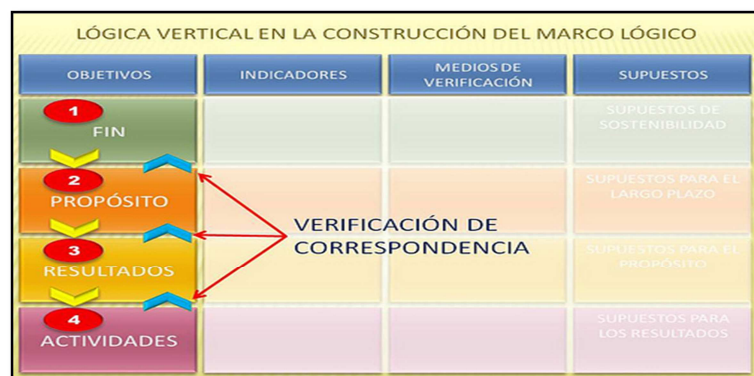 LÓGICA VERTICAL EN LA CONSTRUCCIÓN DEL MARCO LÓGICO
OBJETIVOS
INDICADORES
MEDIOS DE
VERIFICACIÓN
SUPUESTOS
1
FIN
SUPUESTOS DE
SOSTENIBILIDAD
2
PROPÓSITO
SUPUESTOS PARA EL
LARGO PLAZO
VERIFICACIÓN DE
CORRESPONDENCIA
3
RESULTADOS
SUPUESTOS PARA EL
PROPÓSITO
4
ACTIVIDADES
SUPUESTOS PARA
LOS RESULTADOS